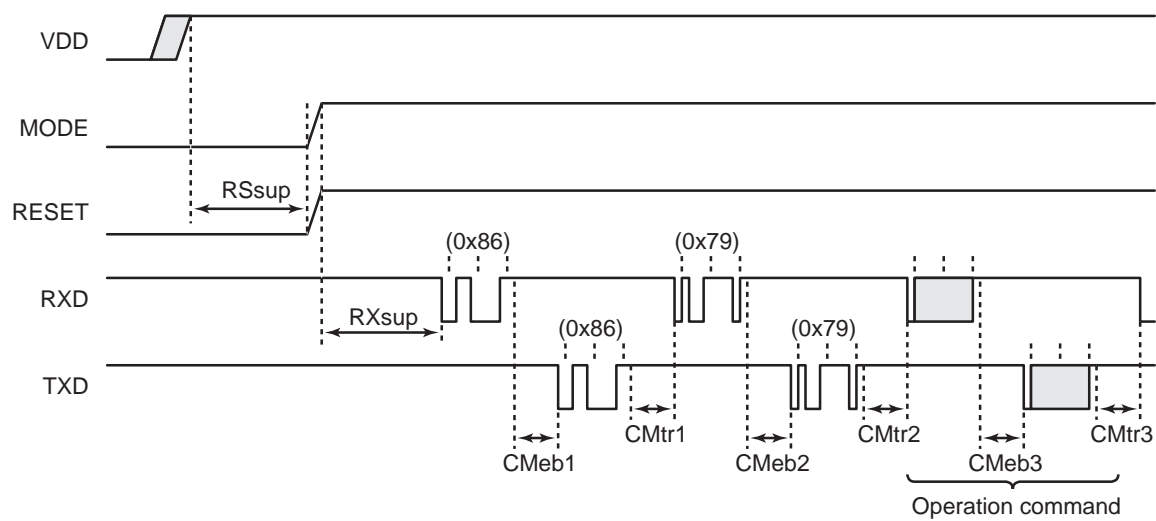 VDD
MODE
RSsup
RESET
(0x86)
(0x79)
RXD
RXsup
(0x86)
(0x79)
TXD
CMtr1
CMtr2
CMtr3
CMeb1
CMeb2
CMeb3
Operation command